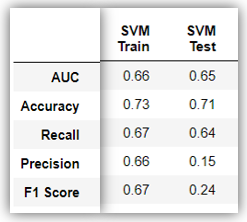 SVM SVM
Train Test
AUC 0.66 0.65
Accuracy 0.73 0.71
Recall 0.67 0.64
Precision 0.66 0.15
F1 Score 0.67 0.24